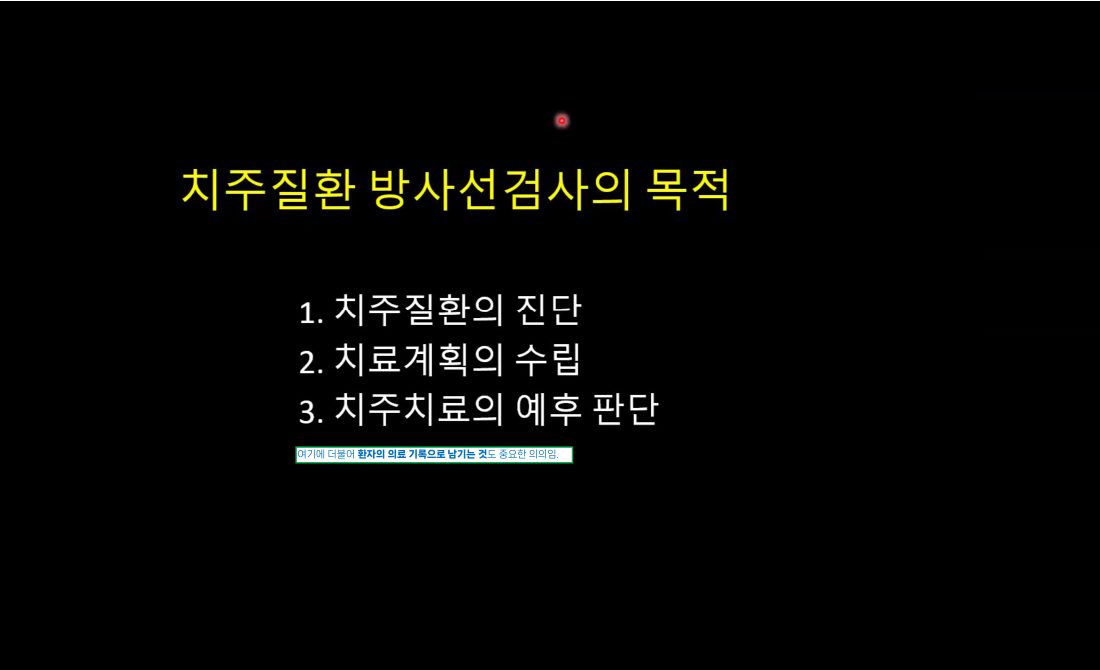 치주질환 방사선검사의 목적
1. 치주질환의 진단
2. 치료계획의 수립
3. 치주치료의 예후 판단
여기에 더불어 환자의 의료 기록으로 남기는 것도 중요한 의의임.